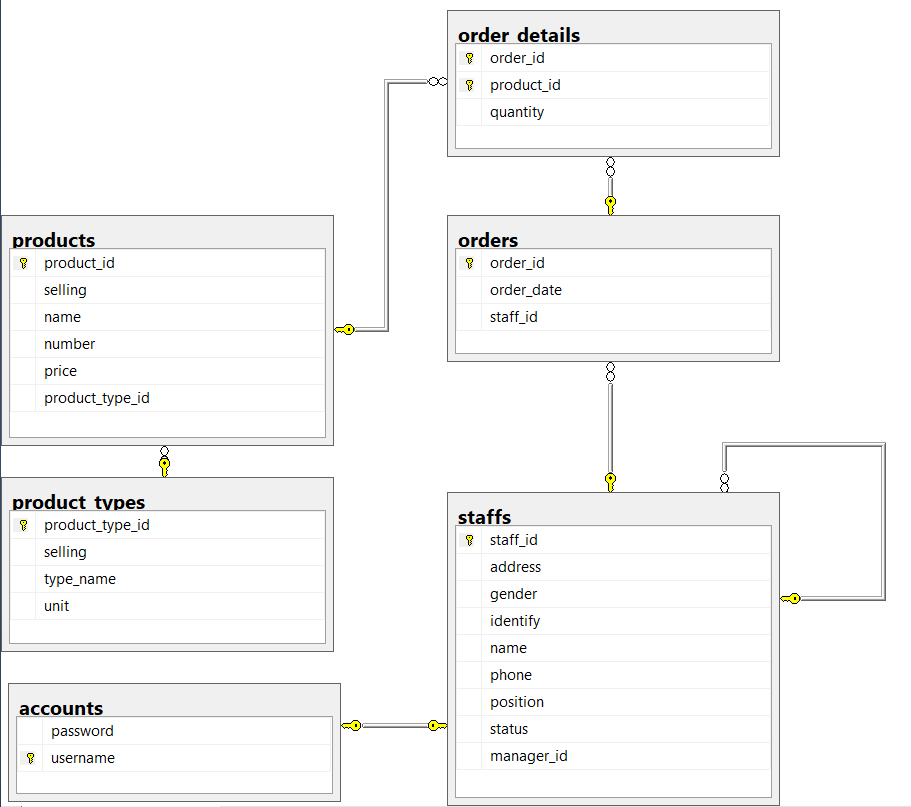 order_details
order_id
product_id
quantity
products
product_id
selling
name
number
price
product_type_id
orders
order_id
order_date
staff_id
product_types
product_type_id
selling
type_name
unit
staffs
staff_id
address
gender
identify
name
phone
position
status
manager_id
accounts
password
username